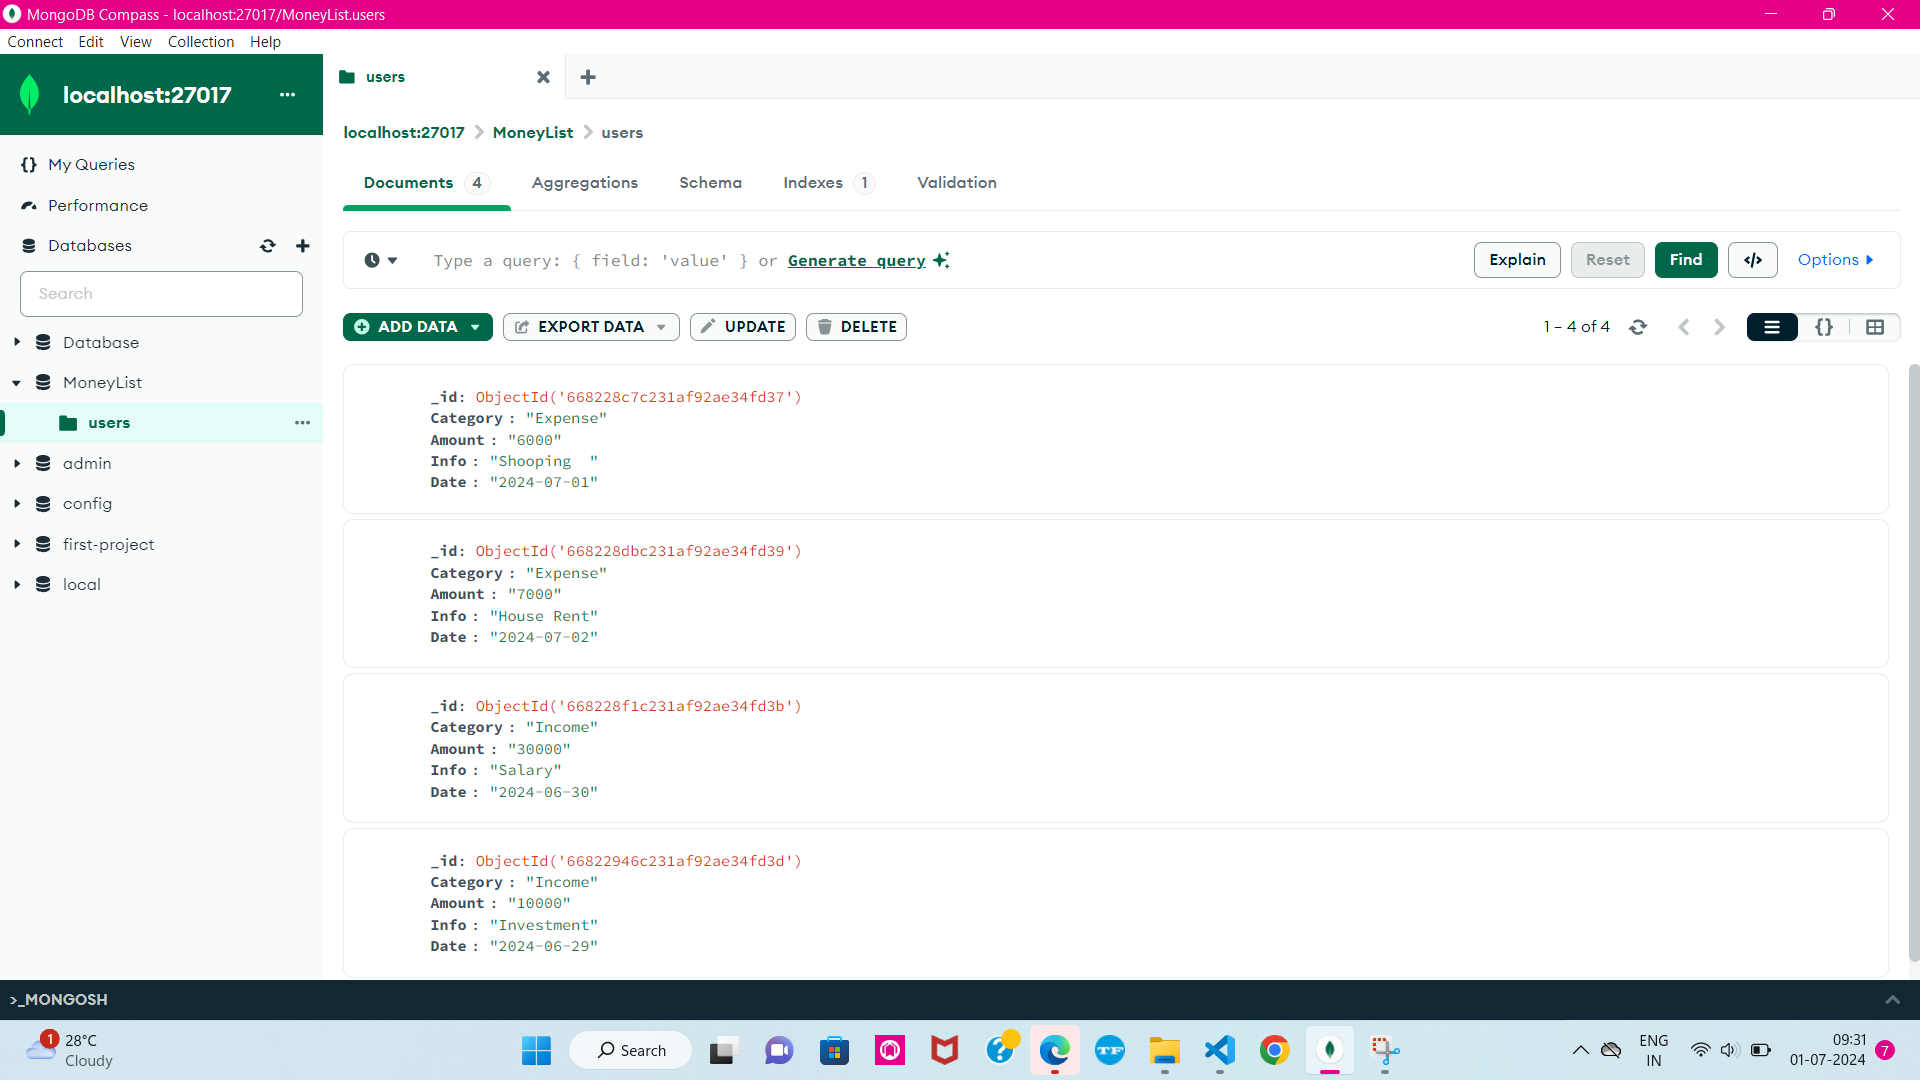 MongoDB Compass - localhost:27017/MoneyList.users
Connect Edit View Collection Help
localhost:27017 ...
users
localhost:27017 > MoneyList > users
My Queries
Performance
Databases
Search
Database
MoneyList
users ...
admin
config
first-project
local
Documents 4 Aggregations Schema Indexes 1 Validation
Type a query: { field: 'value' } or Generate query
Explain Reset Find </> Options
ADD DATA EXPORT DATA UPDATE DELETE
1 – 4 of 4 {}
_id: ObjectId('668228c7c231af92ae34fd37')
Category : "Expense"
Amount : "6000"
Info : "Shooping  "
Date : "2024-07-01"
_id: ObjectId('668228dbc231af92ae34fd39')
Category : "Expense"
Amount : "7000"
Info : "House Rent"
Date : "2024-07-02"
_id: ObjectId('668228f1c231af92ae34fd3b')
Category : "Income"
Amount : "30000"
Info : "Salary"
Date : "2024-06-30"
_id: ObjectId('66822946c231af92ae34fd3d')
Category : "Income"
Amount : "10000"
Info : "Investment"
Date : "2024-06-29"
>_MONGOSH
1
28°C
Cloudy
Search
TF
ENG
IN
09:31
01-07-2024
7